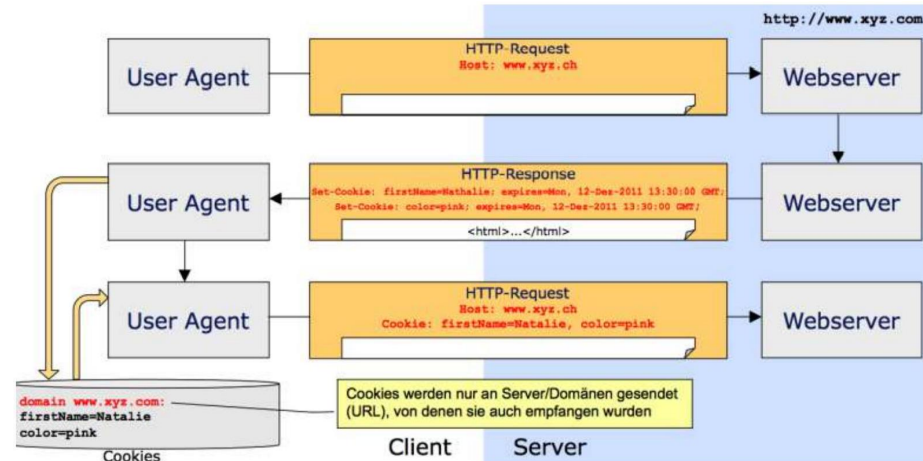 http://www.xyz.com
User Agent
HTTP-Request
Host: www.xyz.ch
Webserver
User Agent
HTTP-Response
Set-Cookie: firstName=Nathalie; expires=Mon, 12-Dez-2011 13:30:00 GMT;
Set-Cookie: color=pink; expires=Mon, 12-Dez-2011 13:30:00 GMT;
<html>...</html>
Webserver
User Agent
HTTP-Request
Host: www.xyz.ch
Cookie: firstName=Natalie, color=pink
Webserver
domain www.xyz.com:
firstName=Natalie
color=pink
Cookies
Cookies werden nur an Server/Domänen gesendet
(URL), von denen sie auch empfangen wurden
Client
Server